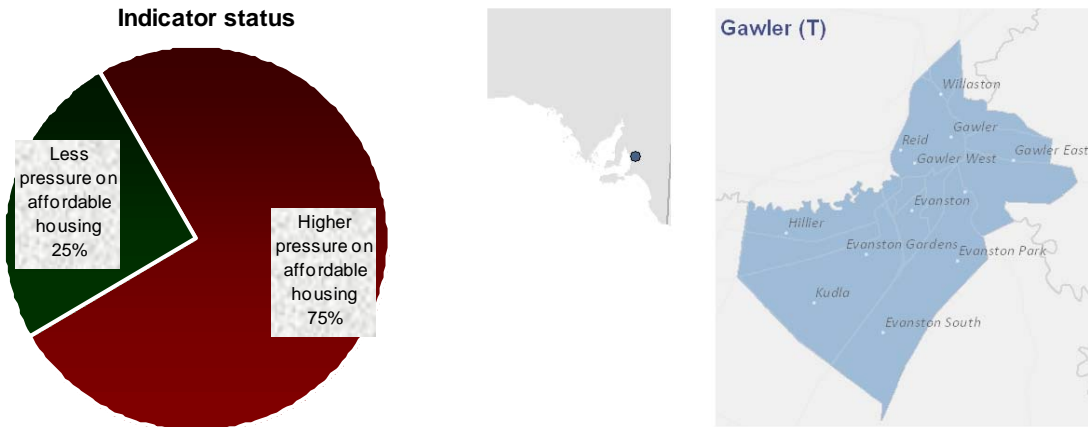 Indicator status
Less
pressure on
affordable
housing
25%
Higher
pressure on
affordable
housing
75%
Gawler (T)
Willaston
Gawler
Reid
Gawler East
Gawler West
Evanston
Hillier
Evanston Gardens
Evanston Park
Kudla
Evanston South